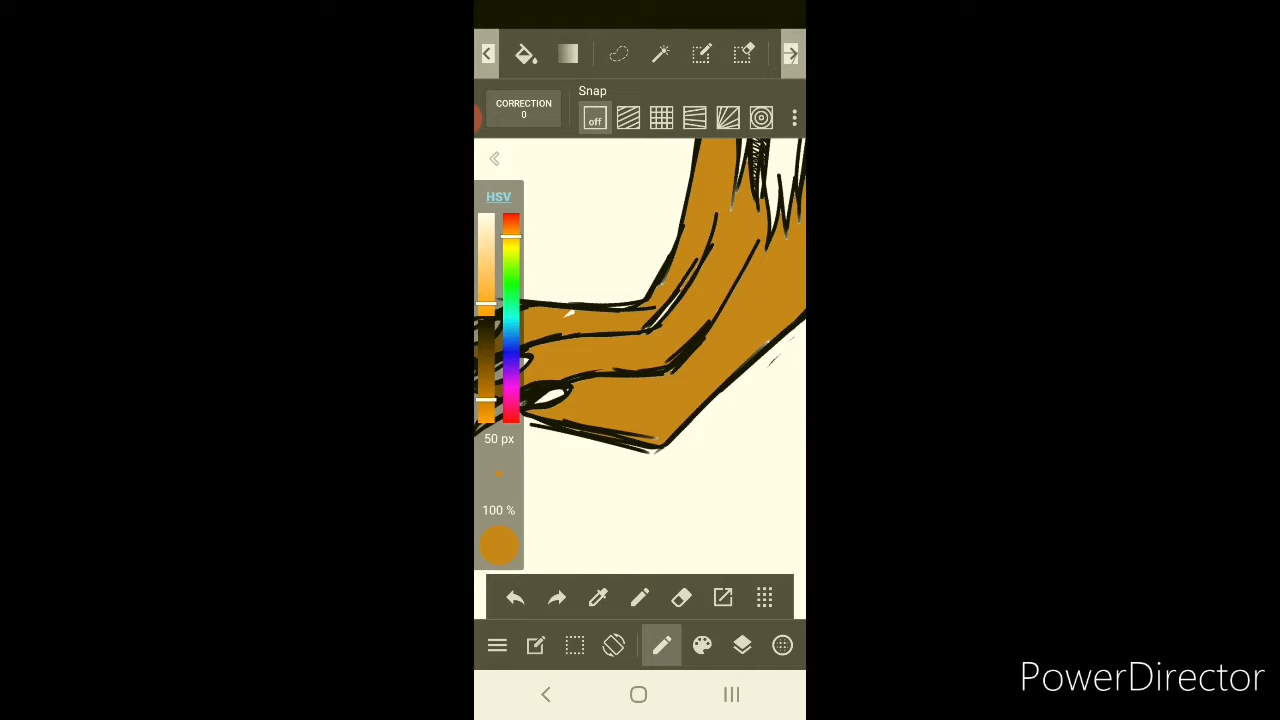 CORRECTION
0
Snap
off
HSV
50 px
100 %
PowerDirector